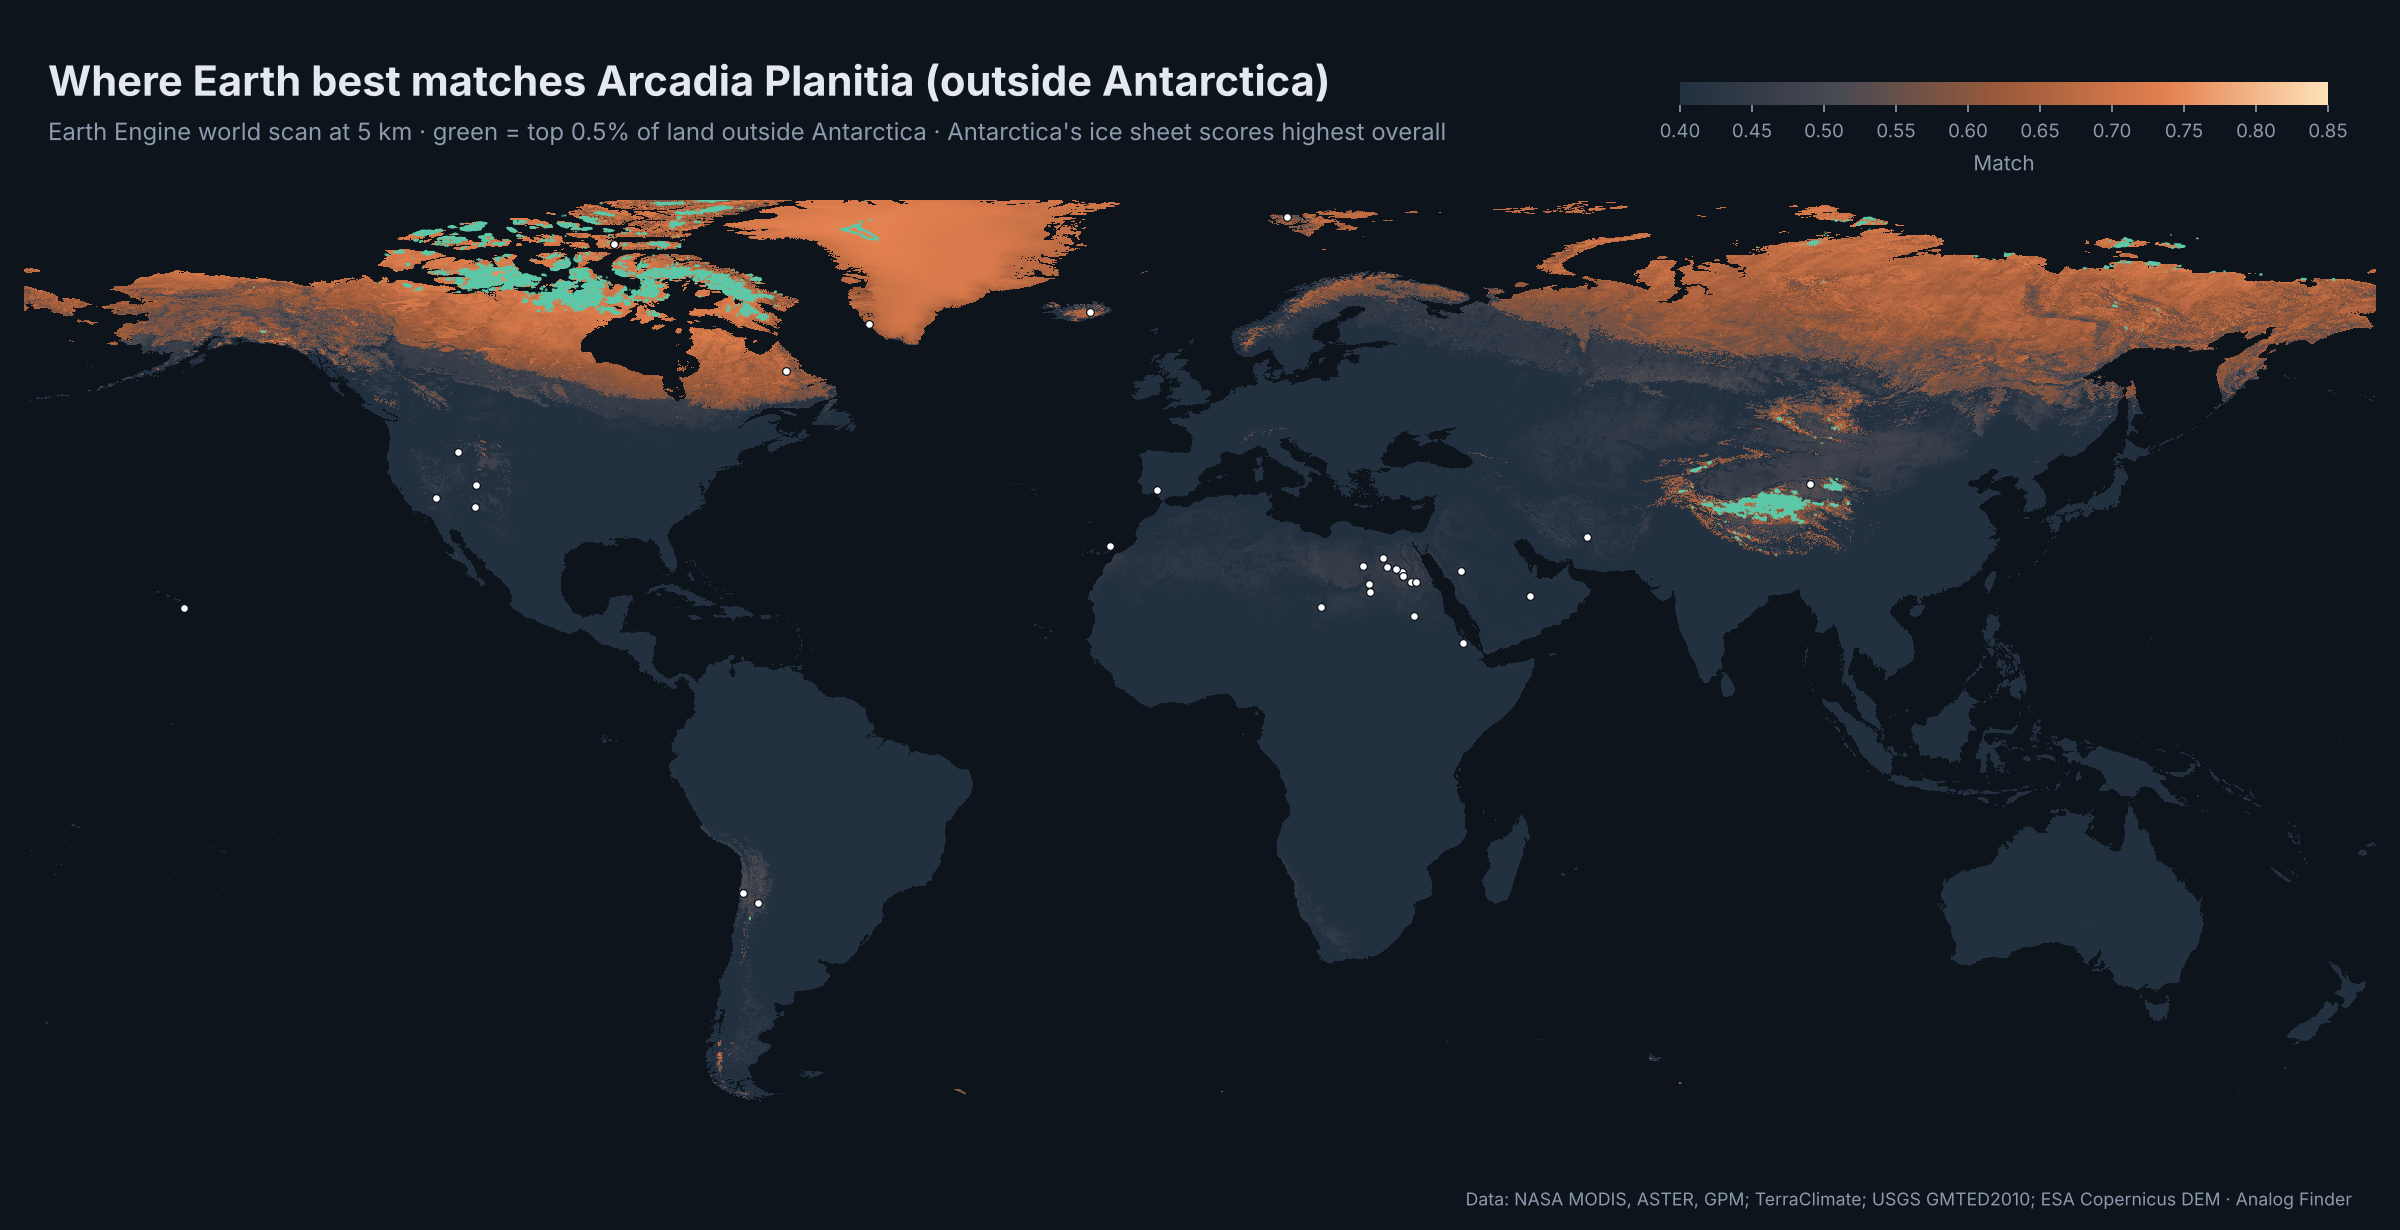 Where Earth best matches Arcadia Planitia (outside Antarctica)
Earth Engine world scan at 5 km · green = top 0.5% of land outside Antarctica · Antarctica's ice sheet scores highest overall
0.40 0.45 0.50 0.55 0.60 0.65 0.70 0.75 0.80 0.85
Match
Data: NASA MODIS, ASTER, GPM; TerraClimate; USGS GMTED2010; ESA Copernicus DEM · Analog Finder